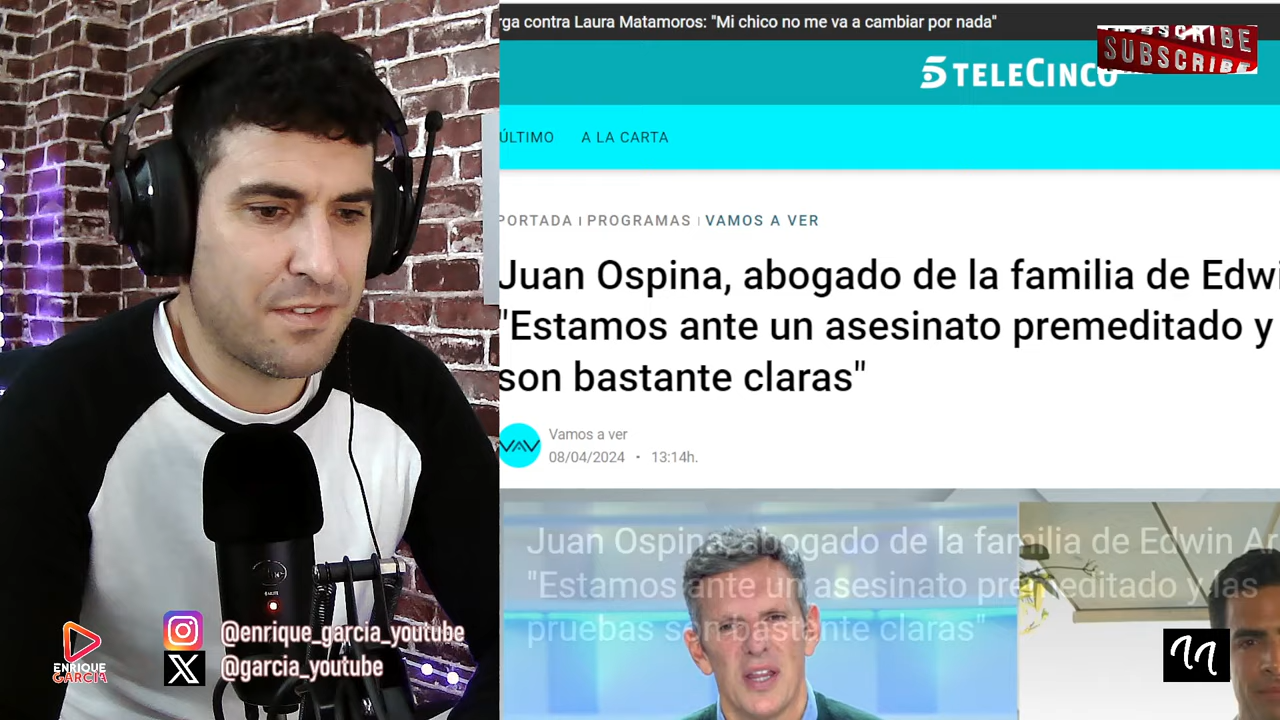 rga contra Laura Matamoros: "Mi chico no me va a cambiar por nada"
SUBSCRIBE
SUBSCRIBE
TELECINCO
ÚLTIMO A LA CARTA
PORTADA | PROGRAMAS | VAMOS A VER
Juan Ospina, abogado de la familia de Edwi
"Estamos ante un asesinato premeditado y
son bastante claras"
Vamos a ver
08/04/2024 • 13:14h.
Juan Ospina, abogado de la familia de Edwin Ar
"Estamos ante un asesinato premeditado y las
pruebas son bastante claras"
@enrique_garcia_youtube
@garcia_youtube
ENRIQUE
GARCIA